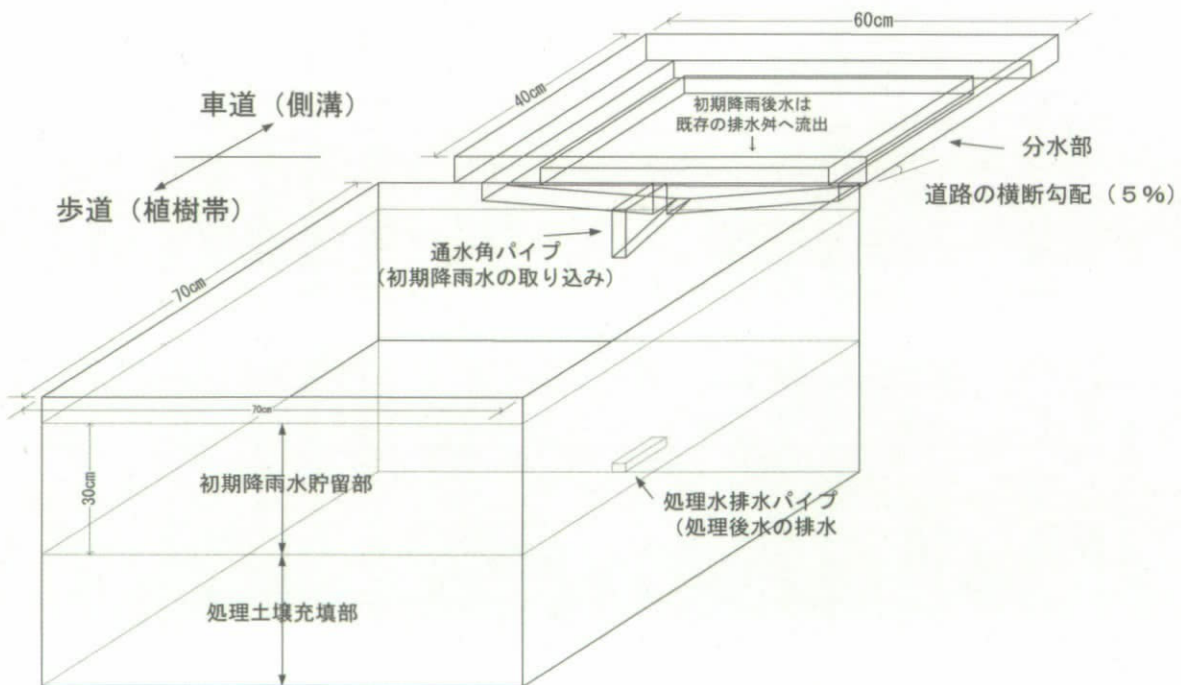 60cm
40cm
車道（側溝）
初期降雨後水は
既存の排水舛へ流出
↓
分水部
歩道（植樹帯）
道路の横断勾配（５%）
通水角パイプ
（初期降雨水の取り込み）
70cm
70cm
30cm
初期降雨水貯留部
処理水排水パイプ
（処理後水の排水
処理土壌充填部